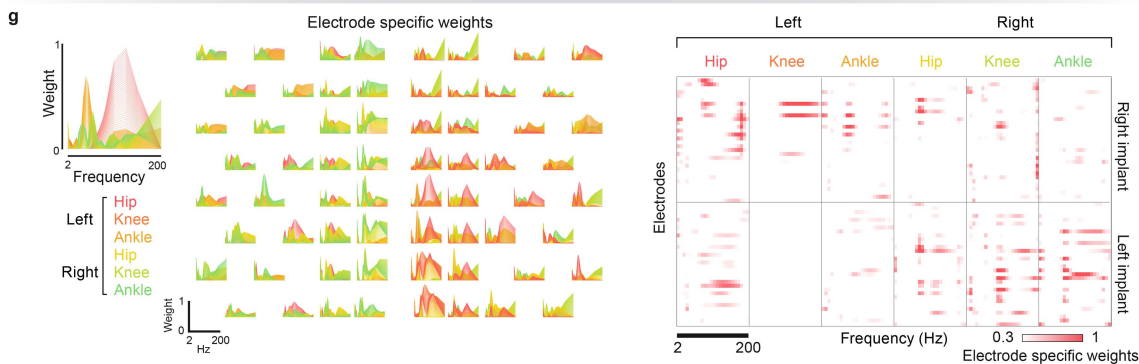 g
Electrode specific weights
1
Weight
0
2
200
Frequency
Left
Hip
Knee
Ankle
Right
Hip
Knee
Ankle
1
Weight
0
2
200
Hz
Left
Right
Hip
Knee
Ankle
Hip
Knee
Ankle
Electrodes
Right implant
Left implant
2
200
Frequency (Hz)
0.3
1
Electrode specific weights